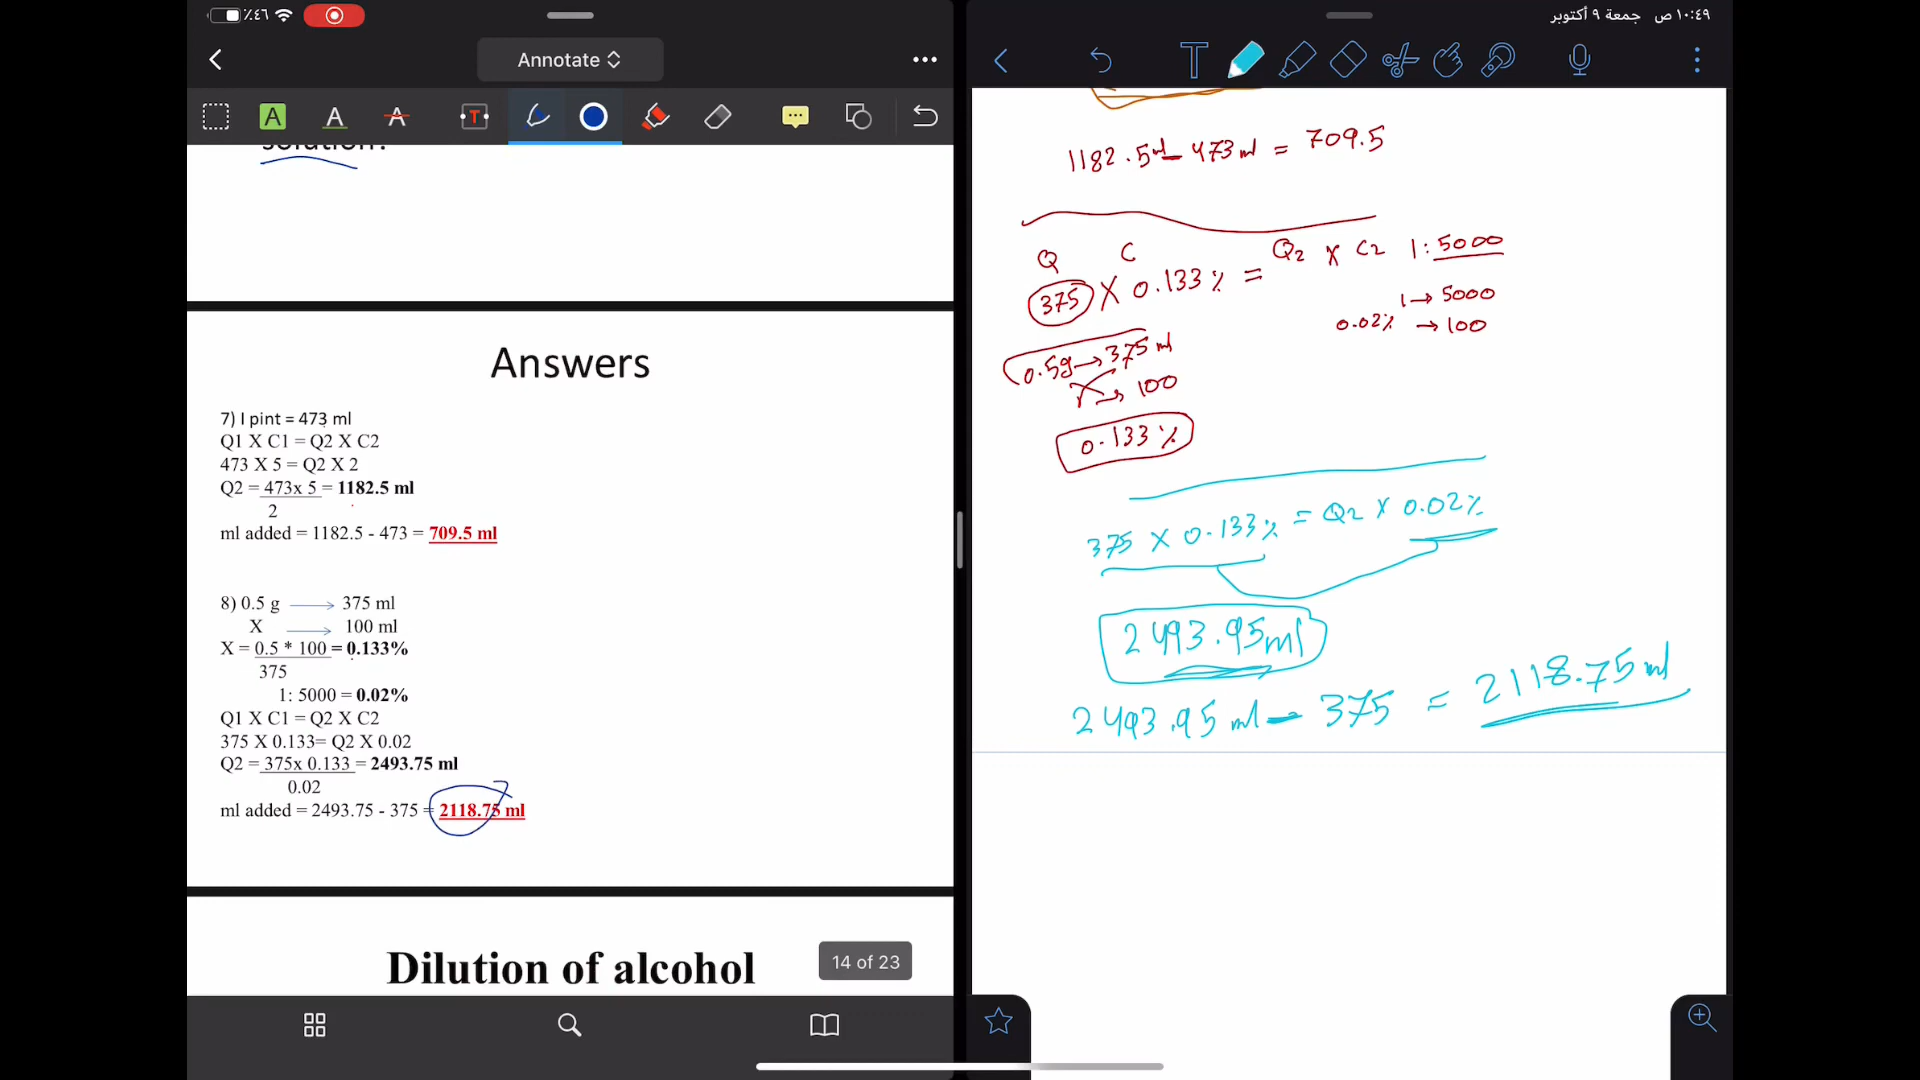 ٪٤٦
١٠:٤٩ ص جمعة ٩ أكتوبر
Annotate
A A A T
T
solution?
Answers
7) I pint = 473 ml
Q1 X C1 = Q2 X C2
473 X 5 = Q2 X 2
Q2 = 473x 5 = 1182.5 ml
2
ml added = 1182.5 - 473 = 709.5 ml
8) 0.5 g → 375 ml
X → 100 ml
X = 0.5 * 100 = 0.133%
375
1: 5000 = 0.02%
Q1 X C1 = Q2 X C2
375 X 0.133= Q2 X 0.02
Q2 = 375x 0.133 = 2493.75 ml
0.02
ml added = 2493.75 - 375 = 2118.75 ml
Dilution of alcohol
14 of 23
1182.5ml - 473 ml = 709.5
Q C Q2 X C2 1:5000
375 X 0.133% =
1 → 5000
0.02% → 100
0.5g → 375 ml
X → 100
0.133%
375 X 0.133% = Q2 X 0.02%
2493.95ml
2493.95 ml - 375 = 2118.75 ml